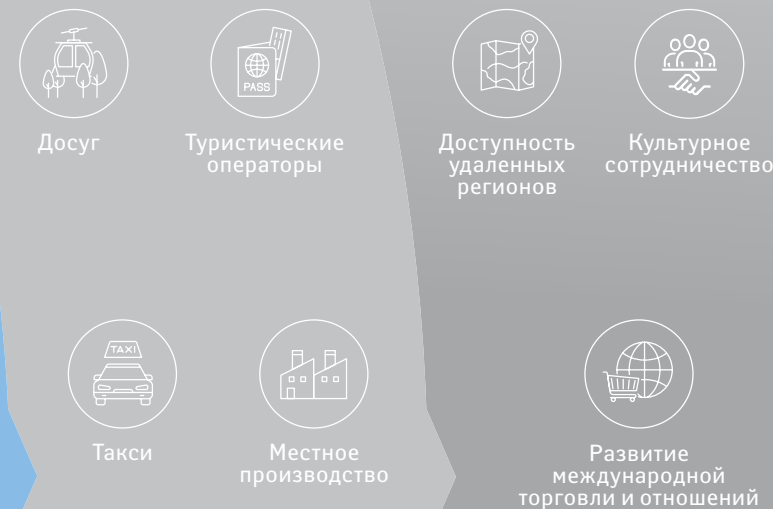 PASS
Досуг
Туристические
операторы
Доступность
удаленных
регионов
Культурное
сотрудничество
TAXI
Такси
Местное
производство
Развитие
международной
торговли и отношений